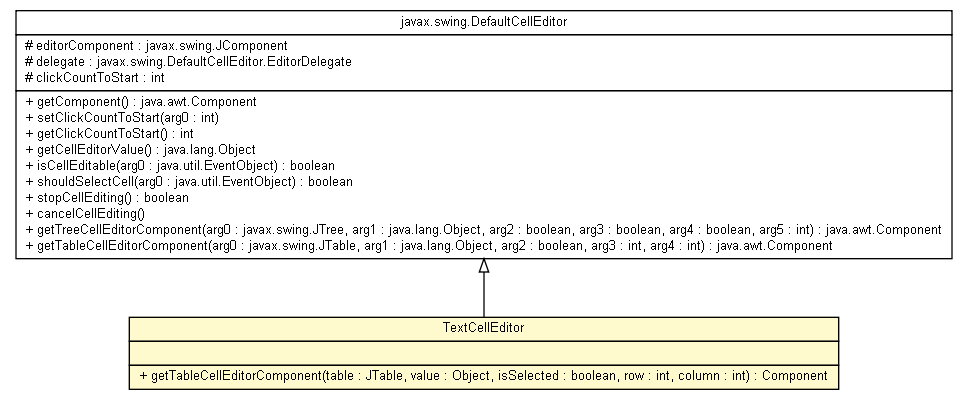 javax.swing.DefaultCellEditor
# editorComponent : javax.swing.JComponent
# delegate : javax.swing.DefaultCellEditor.EditorDelegate
# clickCountToStart : int
+ getComponent() : java.awt.Component
+ setClickCountToStart(arg0 : int)
+ getClickCountToStart() : int
+ getCellEditorValue() : java.lang.Object
+ isCellEditable(arg0 : java.util.EventObject) : boolean
+ shouldSelectCell(arg0 : java.util.EventObject) : boolean
+ stopCellEditing() : boolean
+ cancelCellEditing()
+ getTreeCellEditorComponent(arg0 : javax.swing.JTree, arg1 : java.lang.Object, arg2 : boolean, arg3 : boolean, arg4 : boolean, arg5 : int) : java.awt.Component
+ getTableCellEditorComponent(arg0 : javax.swing.JTable, arg1 : java.lang.Object, arg2 : boolean, arg3 : int, arg4 : int) : java.awt.Component
TextCellEditor
+ getTableCellEditorComponent(table : JTable, value : Object, isSelected : boolean, row : int, column : int) : Component